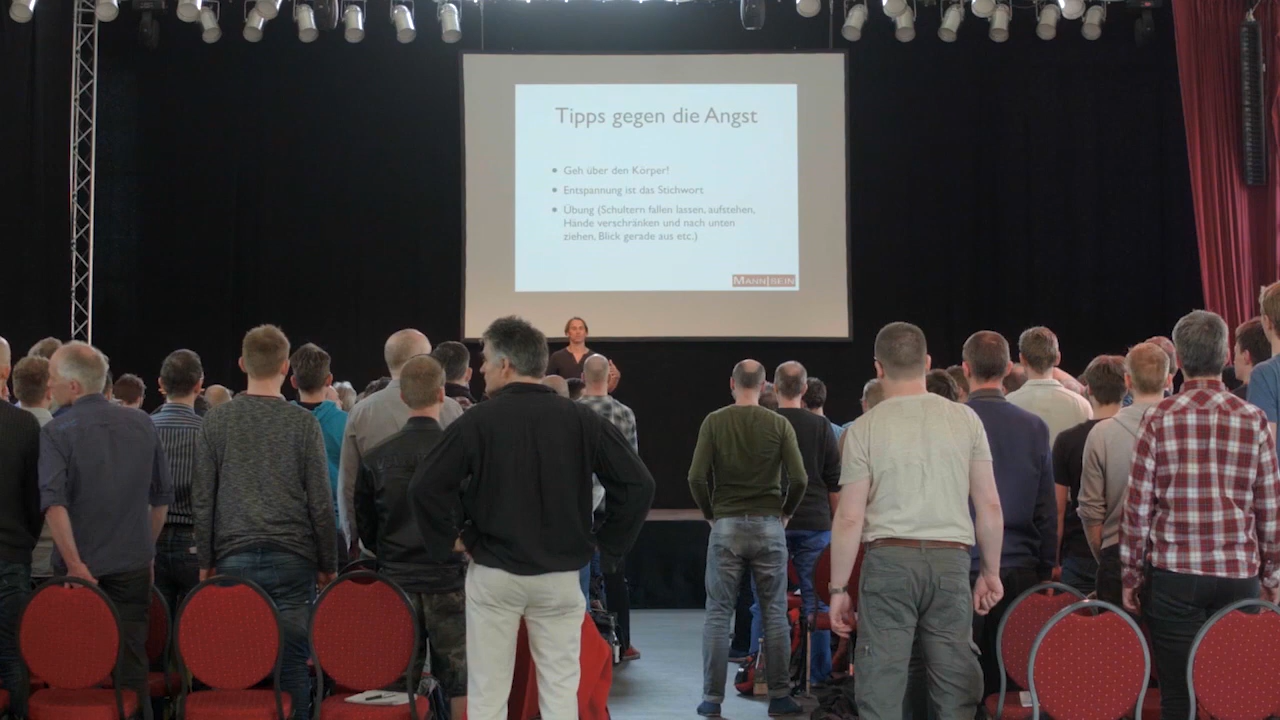 Tipps gegen die Angst
• Geh über den Körper!
• Entspannung ist das Stichwort
• Übung (Schultern fallen lassen, aufstehen,
Hände verschränken und nach unten
ziehen, Blick gerade aus etc.)
MANN|SEIN